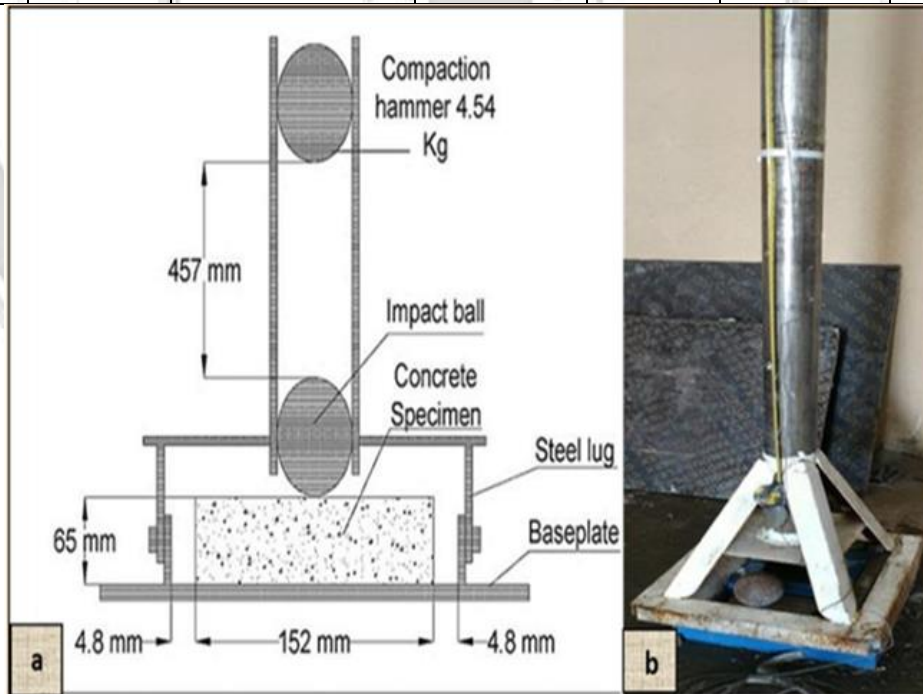 Compaction
hammer 4.54
Kg
457 mm
Impact ball
Concrete
Specimen
Steel lug
65 mm
Baseplate
4.8 mm
152 mm
4.8 mm
a
b